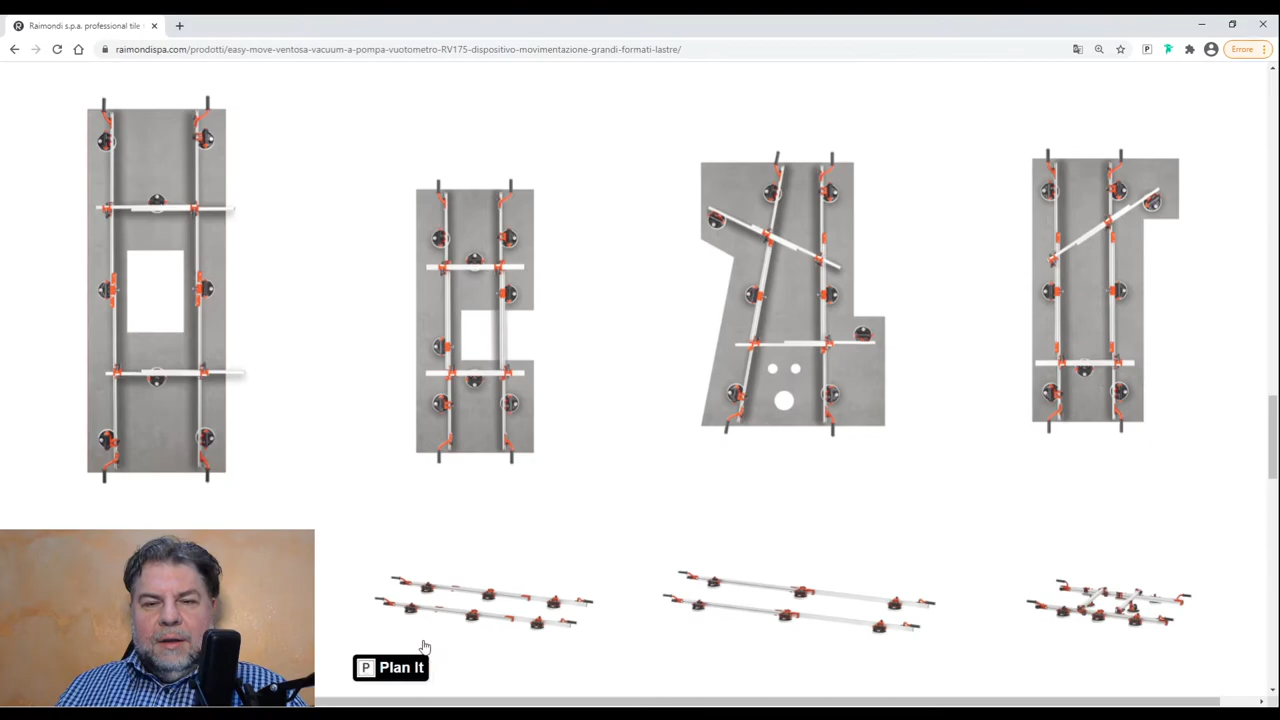 Raimondi s.p.a. professional tile
raimondispa.com/prodotti/easy-move-ventosa-vacuum-a-pompa-vuotometro-RV175-dispositivo-movimentazione-grandi-formati-lastre/
P
Errore
P Plan It